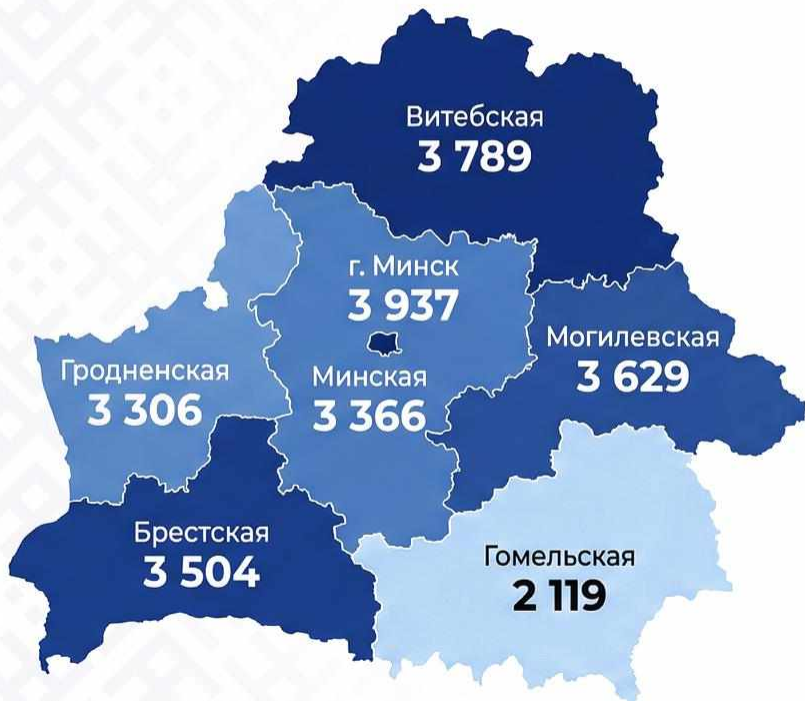 Витебская
3 789
г. Минск
3 937
Могилевская
3 629
Гродненская
3 306
Минская
3 366
Брестская
3 504
Гомельская
2 119